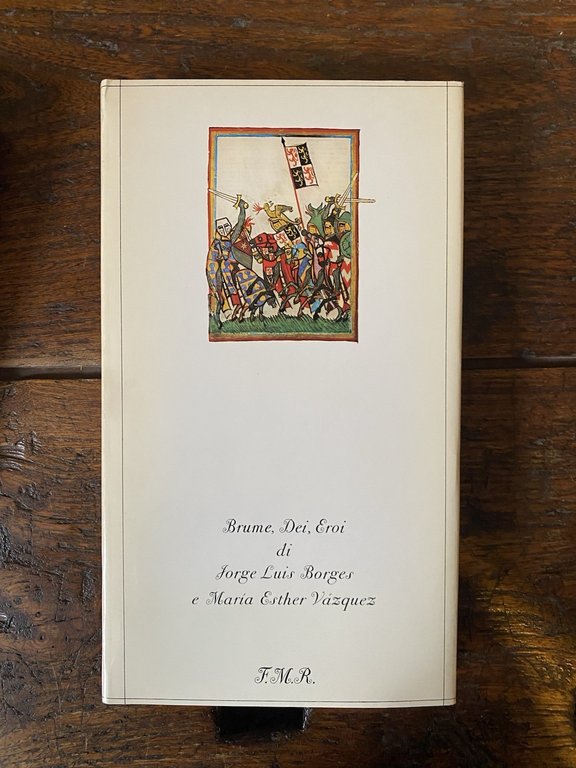 Brume, Dei, Eroi
di
Jorge Luis Borges
e María Esther Vázquez
F.M.R.